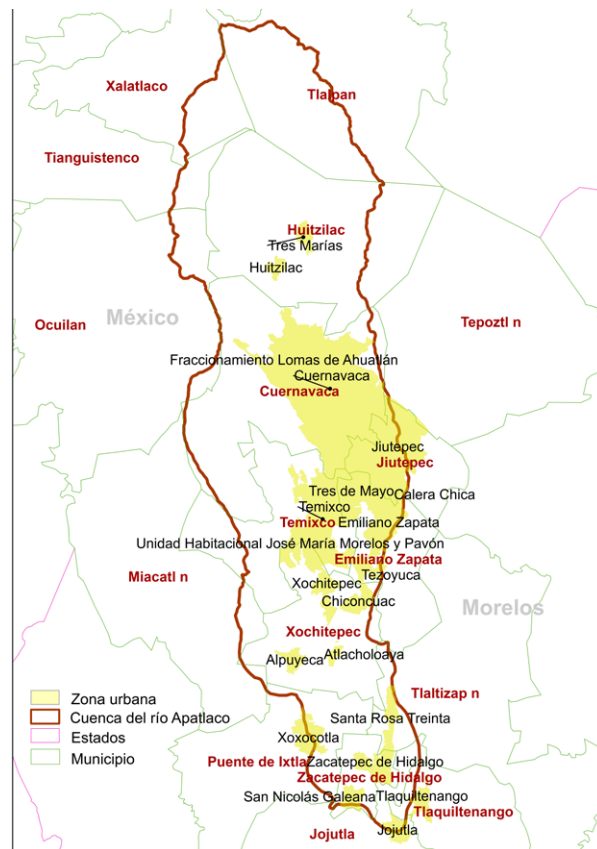 Xalatlaco
Tlalpan
Tianguistenco
Huitzilac
Tres Marías
Huitzilac
México
Ocuilan
Tepoztl n
Fraccionamiento Lomas de Ahuatlán
Cuernavaca
Cuernavaca
Jiutepec
Jiutepec
Tres de Mayo
Calera Chica
Temixco
Temixco
Emiliano Zapata
Unidad Habitacional José María Morelos y Pavón
Emiliano Zapata
Miacatl n
Tezoyuca
Xochitepec
Chiconcuac
Morelos
Xochitepec
Atlacholoaya
Alpuyeca
Tlaltizap n
Zona urbana
Cuenca del río Apatlaco
Estados
Municipio
Santa Rosa Treinta
Xoxocotla
Puente de Ixtla
Zacatepec de Hidalgo
Zacatepec de Hidalgo
San Nicolás Galeana
Tlaquiltenango
Tlaquiltenango
Jojutla
Jojutla